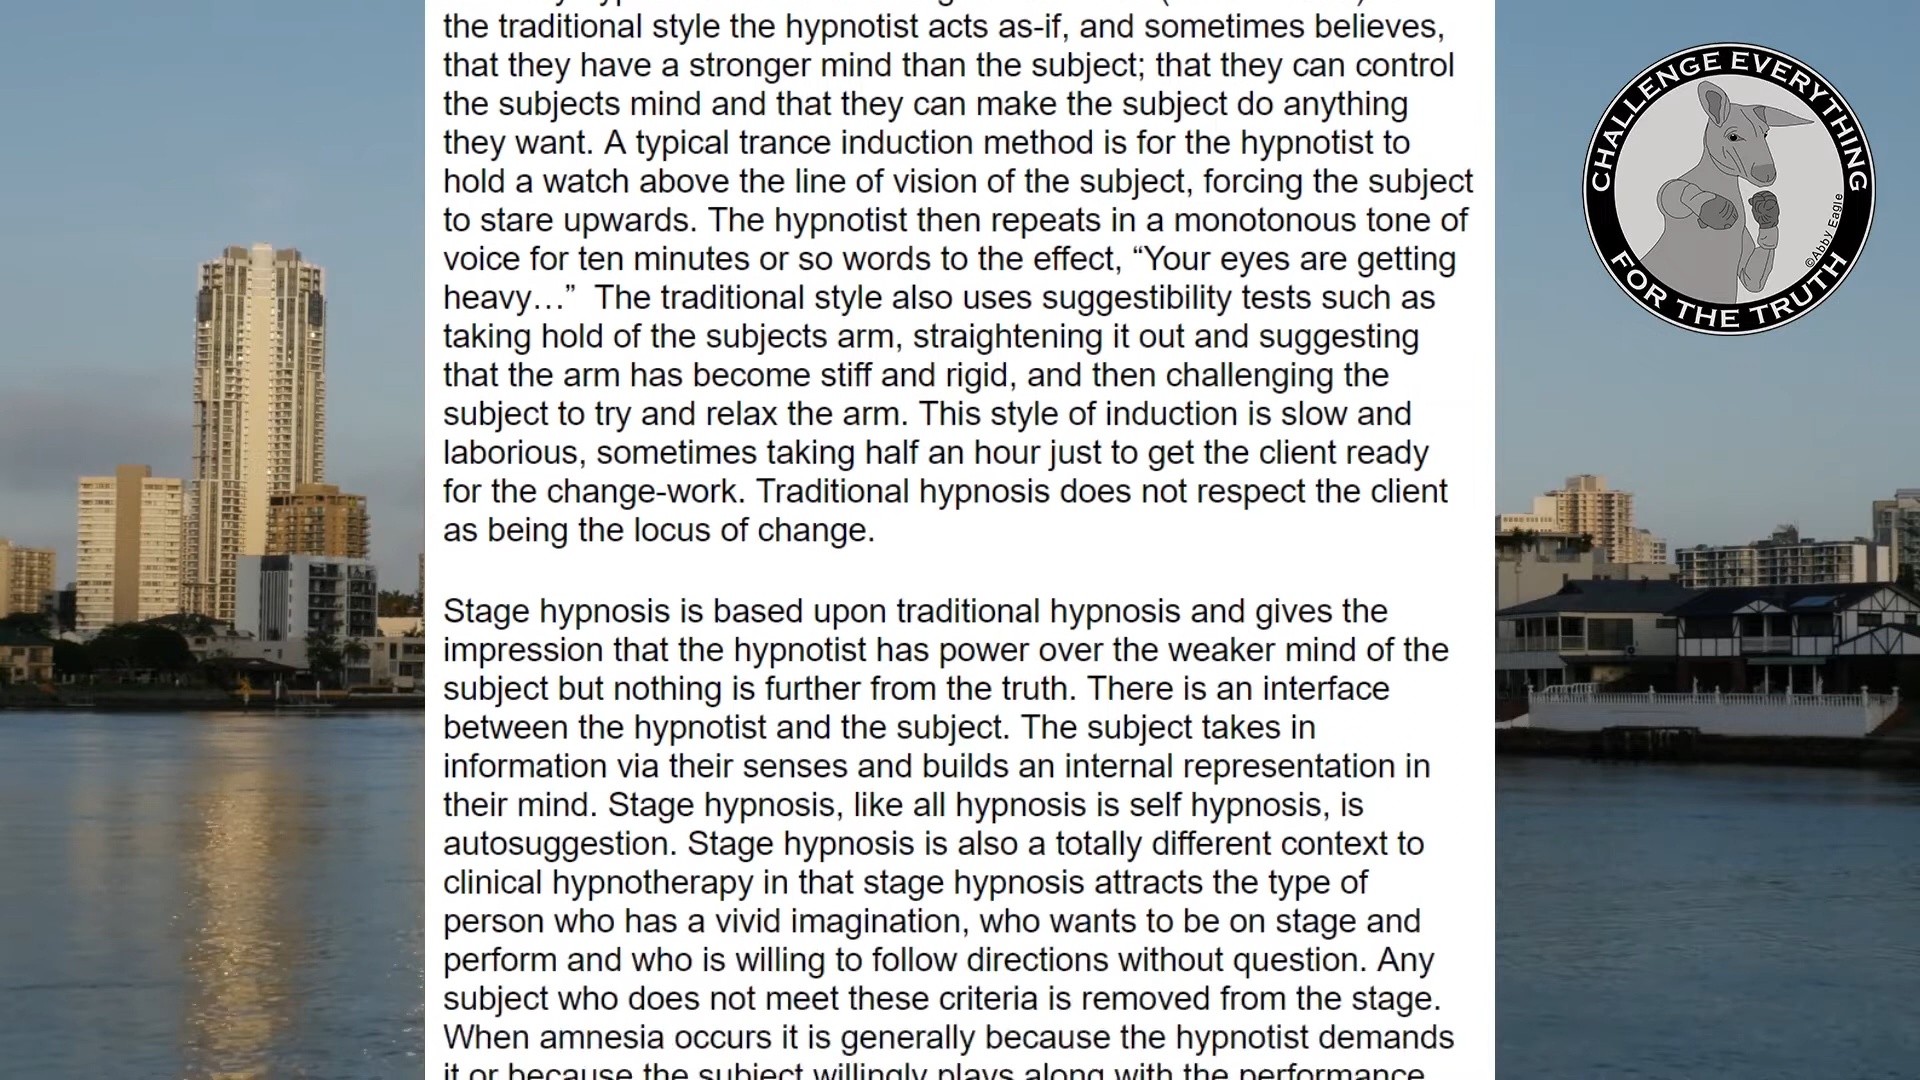 the traditional style the hypnotist acts as-if, and sometimes believes,
that they have a stronger mind than the subject; that they can control
the subjects mind and that they can make the subject do anything
they want. A typical trance induction method is for the hypnotist to
hold a watch above the line of vision of the subject, forcing the subject
to stare upwards. The hypnotist then repeats in a monotonous tone of
voice for ten minutes or so words to the effect, “Your eyes are getting
heavy…”  The traditional style also uses suggestibility tests such as
taking hold of the subjects arm, straightening it out and suggesting
that the arm has become stiff and rigid, and then challenging the
subject to try and relax the arm. This style of induction is slow and
laborious, sometimes taking half an hour just to get the client ready
for the change-work. Traditional hypnosis does not respect the client
as being the locus of change.
Stage hypnosis is based upon traditional hypnosis and gives the
impression that the hypnotist has power over the weaker mind of the
subject but nothing is further from the truth. There is an interface
between the hypnotist and the subject. The subject takes in
information via their senses and builds an internal representation in
their mind. Stage hypnosis, like all hypnosis is self hypnosis, is
autosuggestion. Stage hypnosis is also a totally different context to
clinical hypnotherapy in that stage hypnosis attracts the type of
person who has a vivid imagination, who wants to be on stage and
perform and who is willing to follow directions without question. Any
subject who does not meet these criteria is removed from the stage.
When amnesia occurs it is generally because the hypnotist demands
it or because the subject willingly plays along with the performance
CHALLENGE EVERYTHING
FOR THE TRUTH
©Abby Eagle